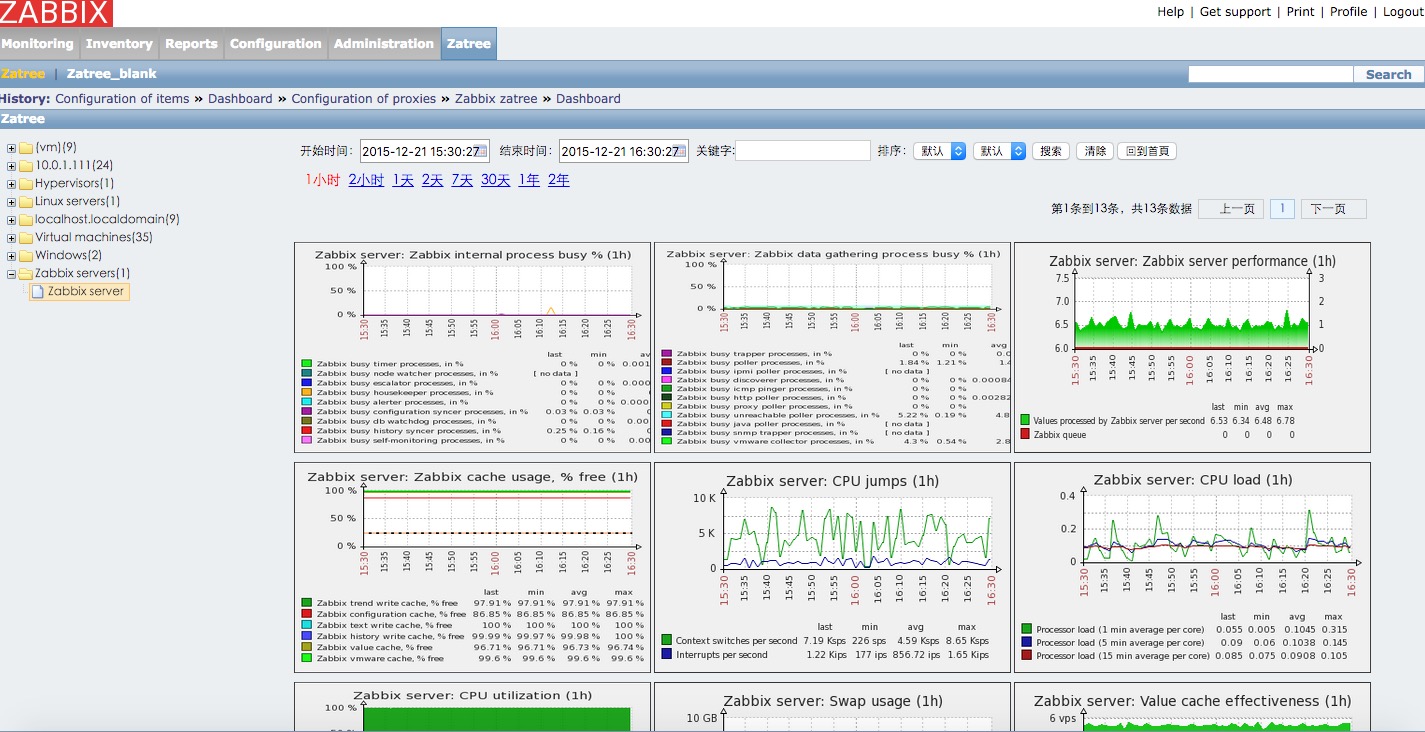 ZABBIX
Help | Get support | Print | Profile | Logout
Monitoring Inventory Reports Configuration Administration Zatree
Zatree | Zatree_blank Search
History: Configuration of items » Dashboard » Configuration of proxies » Zabbix zatree » Dashboard
Zatree
(vm)(9)
10.0.1.111(24)
Hypervisors(1)
Linux servers(1)
localhost.localdomain(9)
Virtual machines(35)
Windows(2)
Zabbix servers(1)
Zabbix server
开始时间: 2015-12-21 15:30:27 结束时间: 2015-12-21 16:30:27 关键字: 排序: 默认 默认 搜索 清除 回到首頁
1小时 2小时 1天 2天 7天 30天 1年 2年
第1条到13条，共13条数据 上一页 1 下一页
Zabbix server: Zabbix internal process busy % (1h)
100 %
50 %
0 %
15:30 15:35 15:40 15:45 15:50 15:55 16:00 16:05 16:10 16:15 16:20 16:25 16:30
last min av
Zabbix busy timer processes, in % 0 % 0 % 0.001
Zabbix busy node watcher processes, in % [ no data ]
Zabbix busy escalator processes, in % 0 % 0 % 0.000
Zabbix busy housekeeper processes, in % 0 % 0 % 0.
Zabbix busy alerter processes, in % 0 % 0 % 0.000
Zabbix busy configuration syncer processes, in % 0.03 % 0.03 % 0.
Zabbix busy db watchdog processes, in % 0 % 0 % 0.00
Zabbix busy history syncer processes, in % 0.25 % 0.16 % 0.
Zabbix busy self-monitoring processes, in % 0 % 0 % 0.00
Zabbix server: Zabbix data gathering process busy % (1h)
100 %
50 %
0 %
15:30 15:35 15:40 15:45 15:50 15:55 16:00 16:05 16:10 16:15 16:20 16:25 16:30
last min
Zabbix busy trapper processes, in % 0 % 0 % 0.0
Zabbix busy poller processes, in % 1.84 % 1.21 % 1.
Zabbix busy ipmi poller processes, in % [ no data ]
Zabbix busy discoverer processes, in % 0 % 0 % 0.00084
Zabbix busy icmp pinger processes, in % 0 % 0 % 0.0
Zabbix busy http poller processes, in % 0 % 0 % 0.00282
Zabbix busy proxy poller processes, in % 0 % 0 %
Zabbix busy unreachable poller processes, in % 5.22 % 0.19 % 4.8
Zabbix busy java poller processes, in % [ no data ]
Zabbix busy snmp trapper processes, in % [ no data ]
Zabbix busy vmware collector processes, in % 4.3 % 0.54 % 2.8
Zabbix server: Zabbix server performance (1h)
7.5 3
7.0 2
6.5 1
6.0 0
15:30 15:35 15:40 15:45 15:50 15:55 16:00 16:05 16:10 16:15 16:20 16:25 16:30
last min avg max
Values processed by Zabbix server per second 6.53 6.34 6.48 6.78
Zabbix queue 0 0 0 0
Zabbix server: Zabbix cache usage, % free (1h)
100 %
50 %
0 %
15:30 15:35 15:40 15:45 15:50 15:55 16:00 16:05 16:10 16:15 16:20 16:25 16:30
last min avg max
Zabbix trend write cache, % free 97.91 % 97.91 % 97.91 % 97.91 %
Zabbix configuration cache, % free 86.85 % 86.85 % 86.85 % 86.85 %
Zabbix text write cache, % free 100 % 100 % 100 % 100 %
Zabbix history write cache, % free 99.99 % 99.97 % 99.98 % 100 %
Zabbix value cache, % free 96.71 % 96.71 % 96.73 % 96.74 %
Zabbix vmware cache, % free 99.6 % 99.6 % 99.6 % 99.6 %
Zabbix server: CPU jumps (1h)
10 K
5 K
0
15:30 15:35 15:40 15:45 15:50 15:55 16:00 16:05 16:10 16:15 16:20 16:25 16:30
last min avg max
Context switches per second 7.19 Ksps 226 sps 4.59 Ksps 8.65 Ksps
Interrupts per second 1.22 Kips 177 ips 856.72 ips 1.65 Kips
Zabbix server: CPU load (1h)
0.4
0.2
0
15:30 15:35 15:40 15:45 15:50 15:55 16:00 16:05 16:10 16:15 16:20 16:25 16:30
last min avg max
Processor load (1 min average per core) 0.055 0.005 0.1045 0.315
Processor load (5 min average per core) 0.09 0.06 0.1038 0.145
Processor load (15 min average per core) 0.085 0.075 0.0908 0.105
Zabbix server: CPU utilization (1h)
100 %
Zabbix server: Swap usage (1h)
10 GB
Zabbix server: Value cache effectiveness (1h)
6 vps